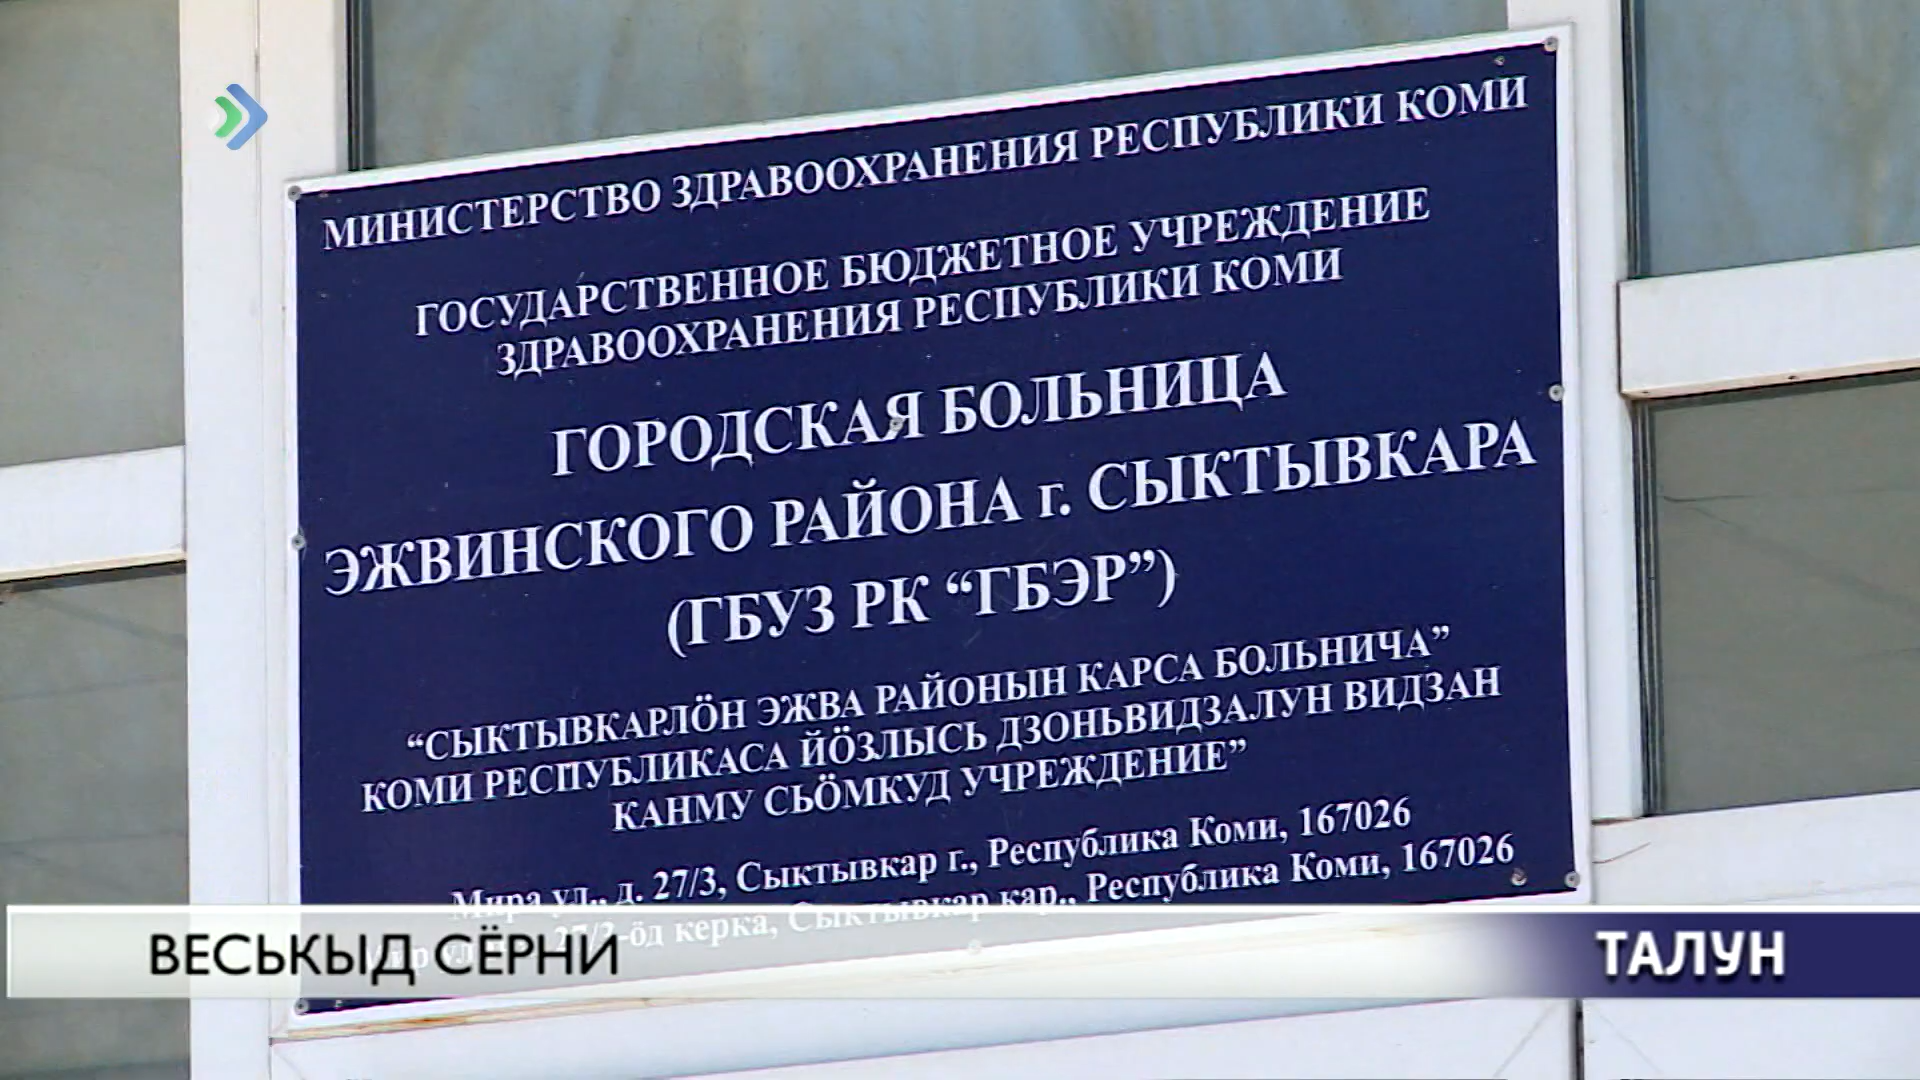 МИНИСТЕРСТВО ЗДРАВООХРАНЕНИЯ РЕСПУБЛИКИ КОМИ
ГОСУДАРСТВЕННОЕ БЮДЖЕТНОЕ УЧРЕЖДЕНИЕ
ЗДРАВООХРАНЕНИЯ РЕСПУБЛИКИ КОМИ
ГОРОДСКАЯ БОЛЬНИЦА
ЭЖВИНСКОГО РАЙОНА г. СЫКТЫВКАРА
(ГБУЗ РК “ГБЭР”)
“СЫКТЫВКАРЛӦН ЭЖВА РАЙОНЫН КАРСА БОЛЬНИЧА”
КОМИ РЕСПУБЛИКАСА ЙӦЗЛЫСЬ ДЗОНЬВИДЗАЛУН ВИДЗАН
КАНМУ СЬӦМКУД УЧРЕЖДЕНИЕ”
Мира ул., д. 27/3, Сыктывкар г., Республика Коми, 167026
27/3-ӧд керка, Сыктывкар кар., Республика Коми, 167026
ВЕСЬКЫД СЁРНИ
ТАЛУН